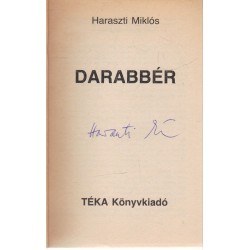 Haraszti Miklós
DARABBÉR
Haraszti M
TÉKA Könyvkiadó